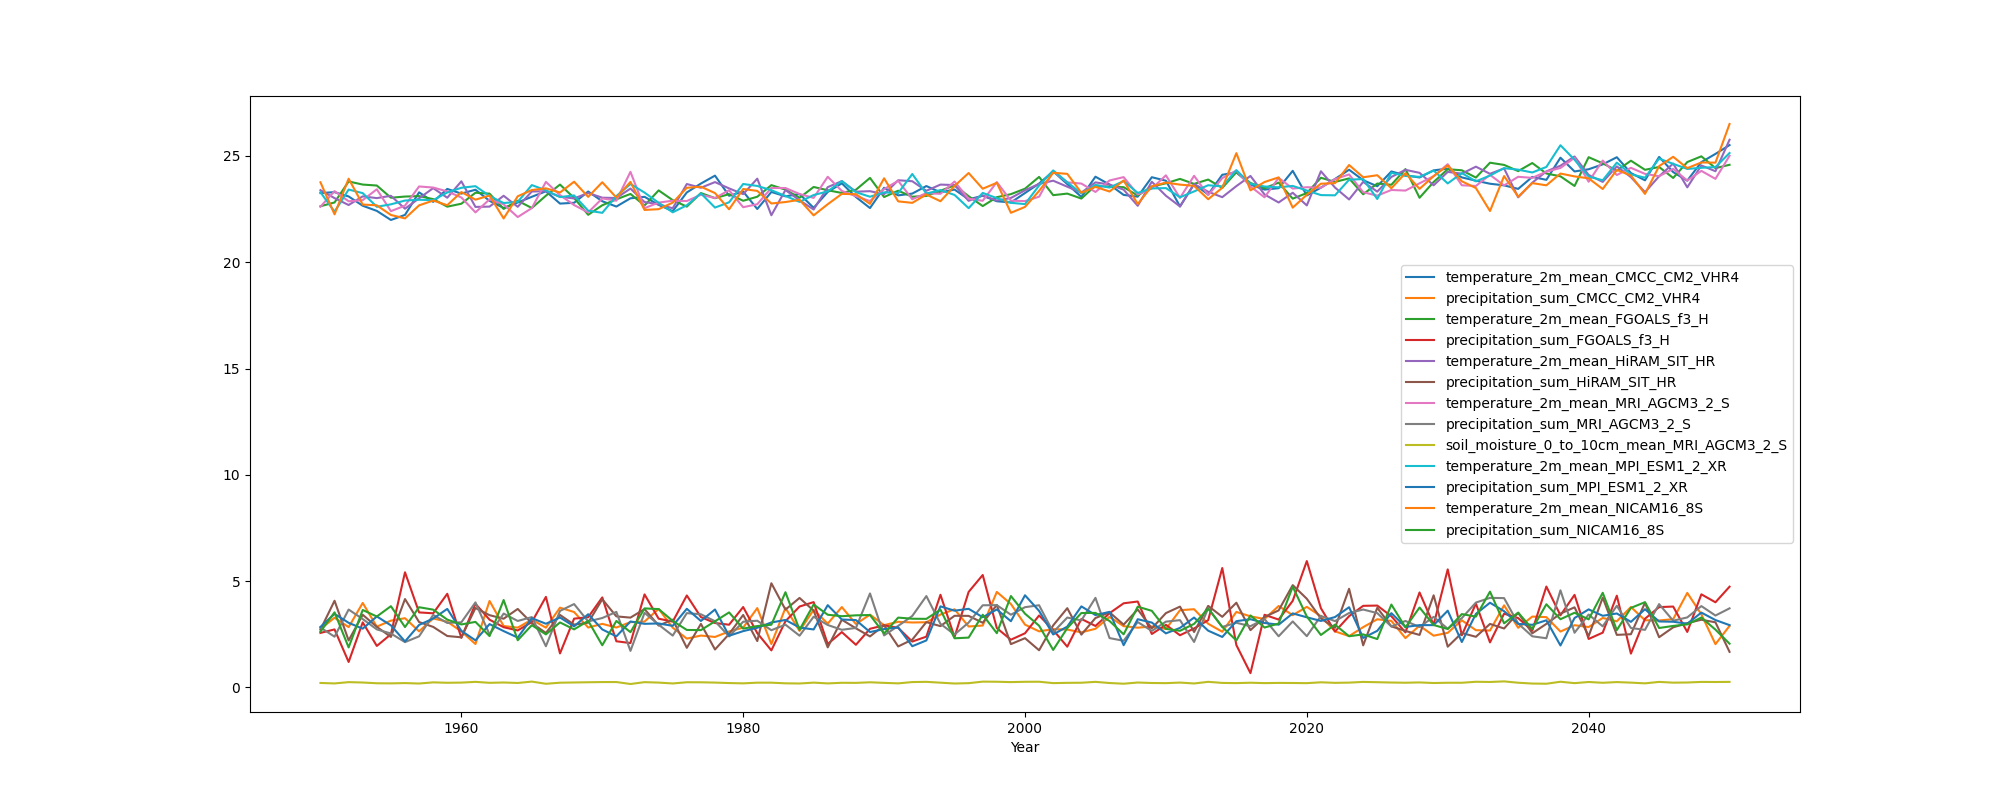 25
20
15
10
5
0
temperature_2m_mean_CMCC_CM2_VHR4
precipitation_sum_CMCC_CM2_VHR4
temperature_2m_mean_FGOALS_f3_H
precipitation_sum_FGOALS_f3_H
temperature_2m_mean_HiRAM_SIT_HR
precipitation_sum_HiRAM_SIT_HR
temperature_2m_mean_MRI_AGCM3_2_S
precipitation_sum_MRI_AGCM3_2_S
soil_moisture_0_to_10cm_mean_MRI_AGCM3_2_S
temperature_2m_mean_MPI_ESM1_2_XR
precipitation_sum_MPI_ESM1_2_XR
temperature_2m_mean_NICAM16_8S
precipitation_sum_NICAM16_8S
1960 1980 2000 2020 2040
Year